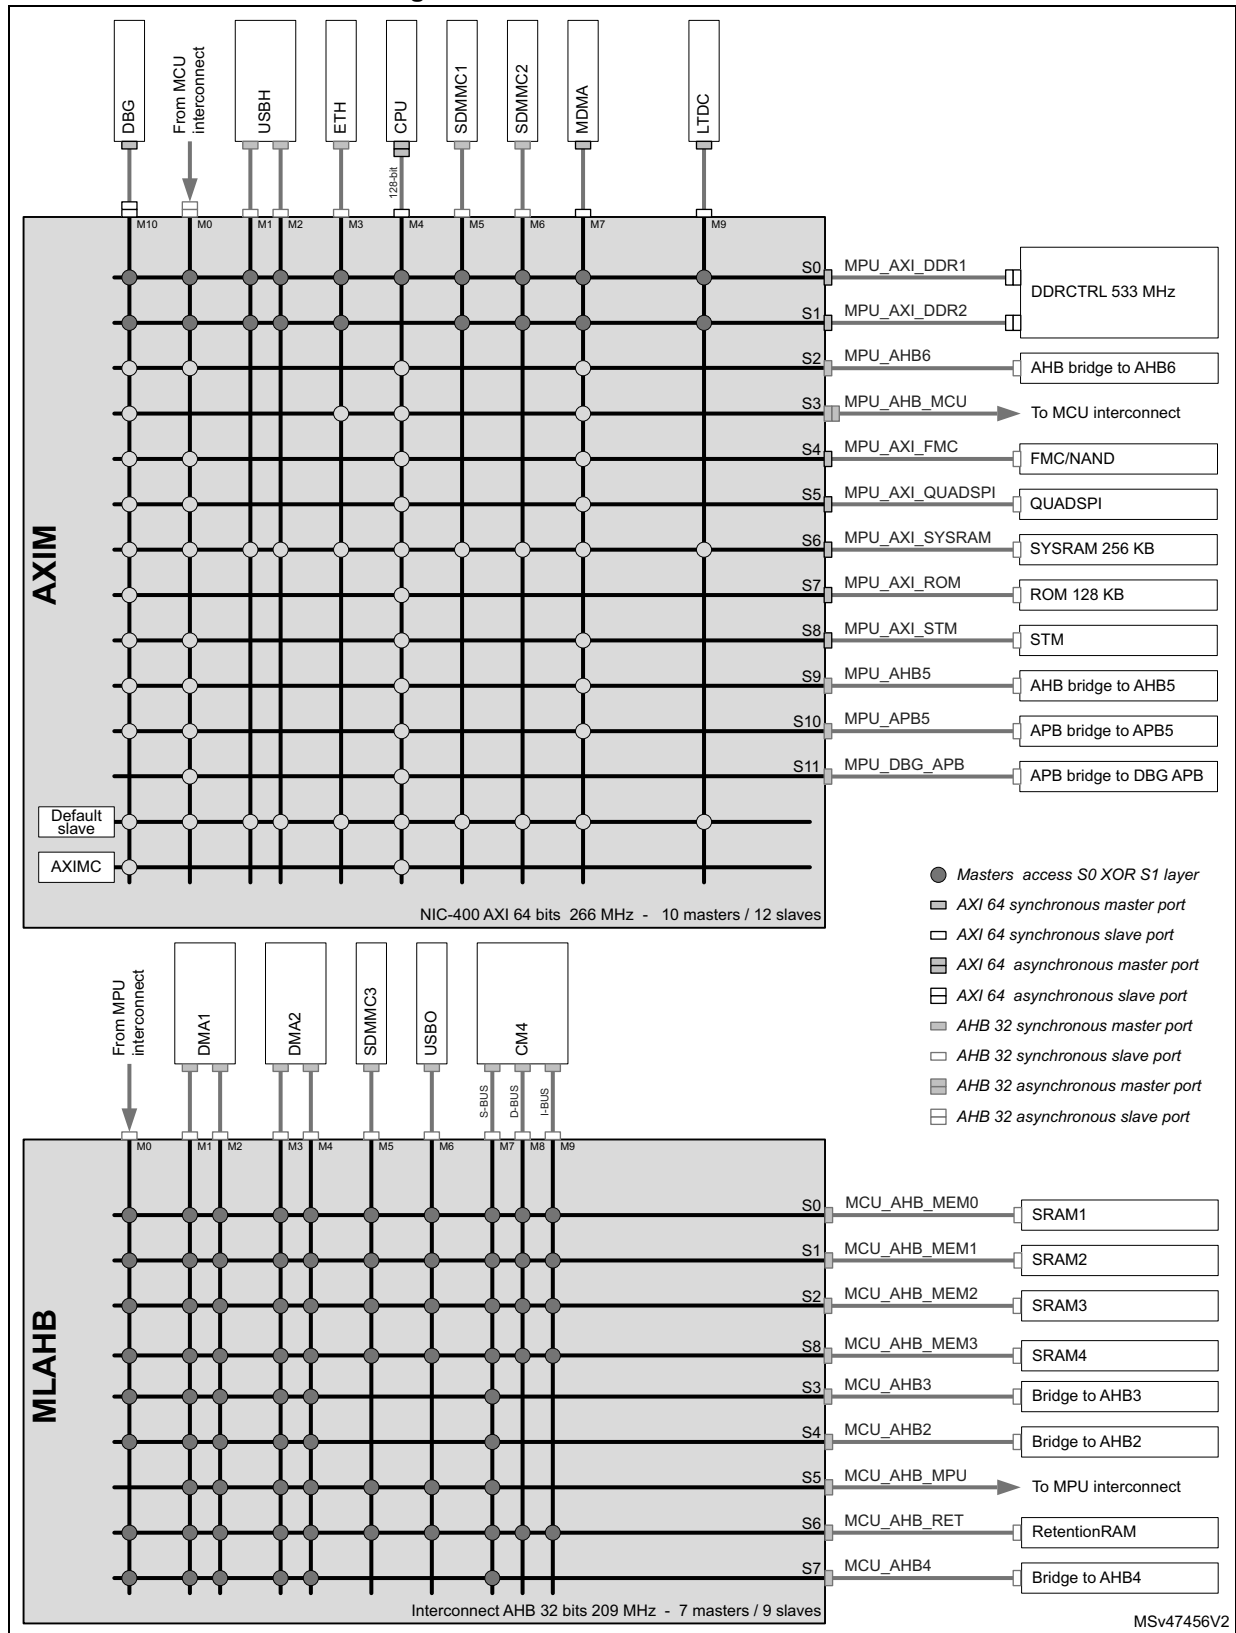 DBG
From MCU
interconnect
USBH
ETH
CPU
SDMMC1
SDMMC2
MDMA
LTDC
128-bit
M10
M0
M1
M2
M3
M4
M5
M6
M7
M9
AXIM
S0
MPU_AXI_DDR1
DDRCTRL 533 MHz
S1
MPU_AXI_DDR2
S2
MPU_AHB6
AHB bridge to AHB6
S3
MPU_AHB_MCU
To MCU interconnect
S4
MPU_AXI_FMC
FMC/NAND
S5
MPU_AXI_QUADSPI
QUADSPI
S6
MPU_AXI_SYSRAM
SYSRAM 256 KB
S7
MPU_AXI_ROM
ROM 128 KB
S8
MPU_AXI_STM
STM
S9
MPU_AHB5
AHB bridge to AHB5
S10
MPU_APB5
APB bridge to APB5
S11
MPU_DBG_APB
APB bridge to DBG APB
Default
slave
AXIMC
NIC-400 AXI 64 bits 266 MHz - 10 masters / 12 slaves
Masters access S0 XOR S1 layer
AXI 64 synchronous master port
AXI 64 synchronous slave port
AXI 64 asynchronous master port
AXI 64 asynchronous slave port
AHB 32 synchronous master port
AHB 32 synchronous slave port
AHB 32 asynchronous master port
AHB 32 asynchronous slave port
From MPU
interconnect
DMA1
DMA2
SDMMC3
USBO
CM4
S-BUS
D-BUS
I-BUS
M0
M1
M2
M3
M4
M5
M6
M7
M8
M9
MLAHB
S0
MCU_AHB_MEM0
SRAM1
S1
MCU_AHB_MEM1
SRAM2
S2
MCU_AHB_MEM2
SRAM3
S8
MCU_AHB_MEM3
SRAM4
S3
MCU_AHB3
Bridge to AHB3
S4
MCU_AHB2
Bridge to AHB2
S5
MCU_AHB_MPU
To MPU interconnect
S6
MCU_AHB_RET
RetentionRAM
S7
MCU_AHB4
Bridge to AHB4
Interconnect AHB 32 bits 209 MHz - 7 masters / 9 slaves
MSv47456V2